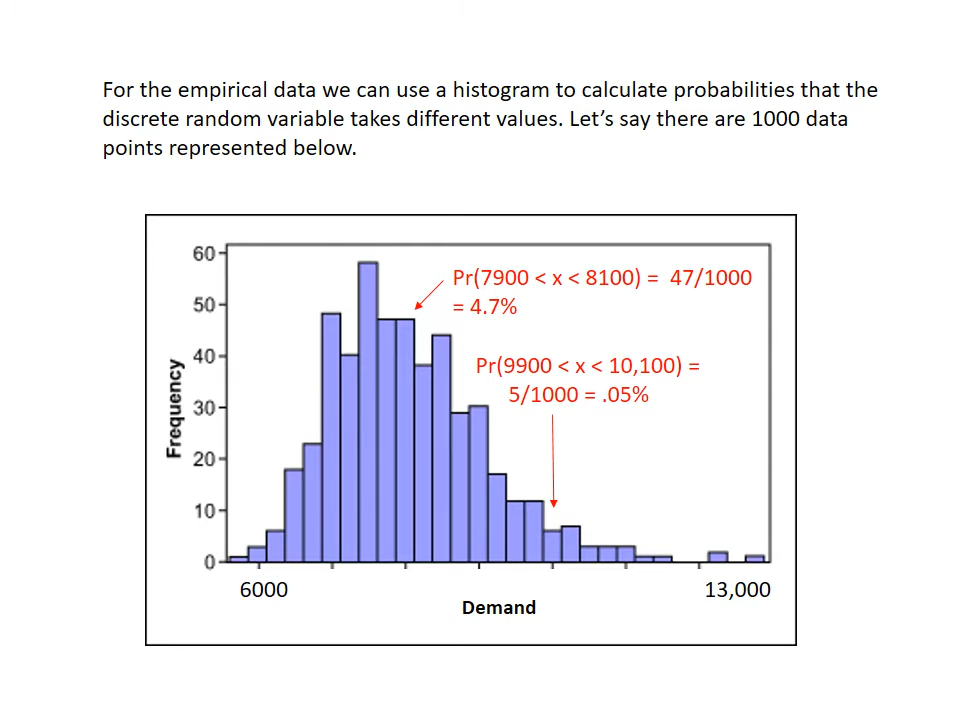 For the empirical data we can use a histogram to calculate probabilities that the
discrete random variable takes different values. Let’s say there are 1000 data
points represented below.
60
50
40
30
20
10
0
Frequency
Pr(7900 < x < 8100) = 47/1000
= 4.7%
Pr(9900 < x < 10,100) =
5/1000 = .05%
6000
13,000
Demand